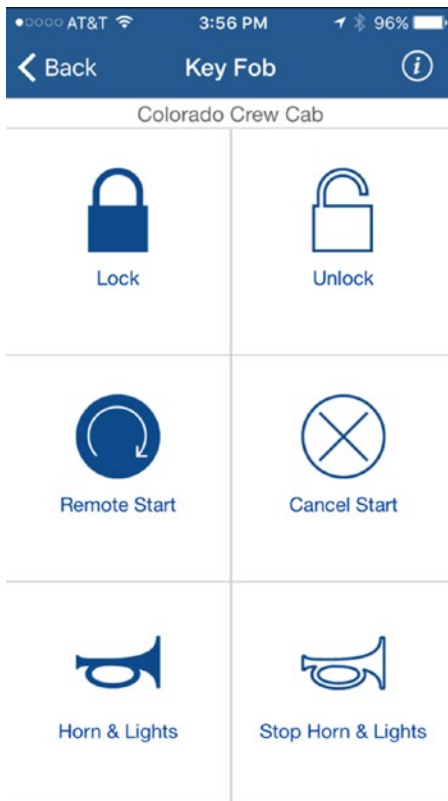 AT&T 3:56 PM 96%
Back Key Fob i
Colorado Crew Cab
Lock Unlock
Remote Start Cancel Start
Horn & Lights Stop Horn & Lights